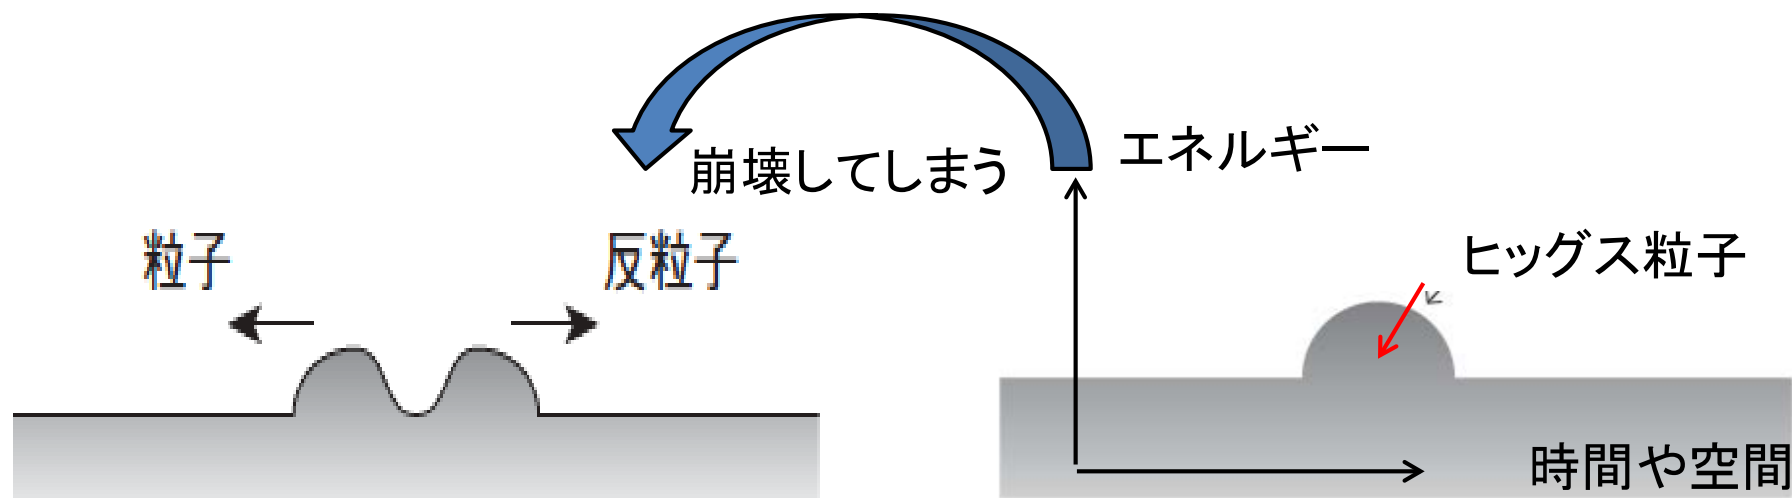 エネルギー
崩壊してしまう
粒子
反粒子
ヒッグス粒子
時間や空間